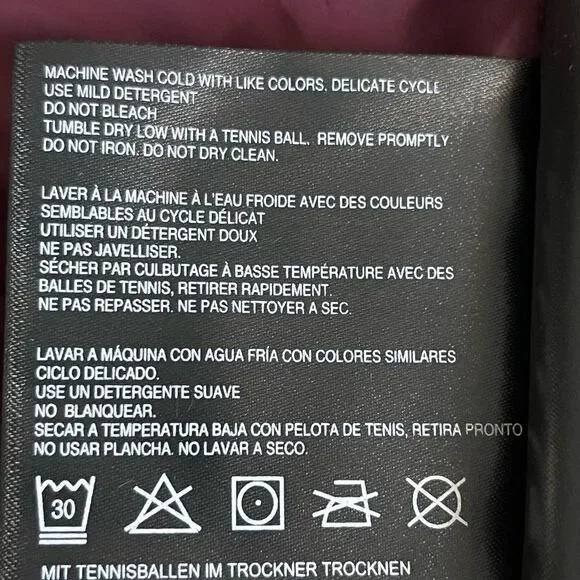 MACHINE WASH COLD WITH LIKE COLORS. DELICATE CYCLE
USE MILD DETERGENT
DO NOT BLEACH
TUMBLE DRY LOW WITH A TENNIS BALL. REMOVE PROMPTLY
DO NOT IRON. DO NOT DRY CLEAN.
LAVER À LA MACHINE À L'EAU FROIDE AVEC DES COULEURS
SEMBLABLES AU CYCLE DÉLICAT
UTILISER UN DÉTERGENT DOUX
NE PAS JAVELLISER.
SÉCHER PAR CULBUTAGE À BASSE TEMPÉRATURE AVEC DES
BALLES DE TENNIS, RETIRER RAPIDEMENT.
NE PAS REPASSER. NE PAS NETTOYER A SEC.
LAVAR A MÁQUINA CON AGUA FRÍA CON COLORES SIMILARES
CICLO DELICADO.
USE UN DETERGENTE SUAVE
NO BLANQUEAR.
SECAR A TEMPERATURA BAJA CON PELOTA DE TENIS, RETIRA PRONTO
NO USAR PLANCHA. NO LAVAR A SECO.
30
MIT TENNISBALLEN IM TROCKNER TROCKNEN